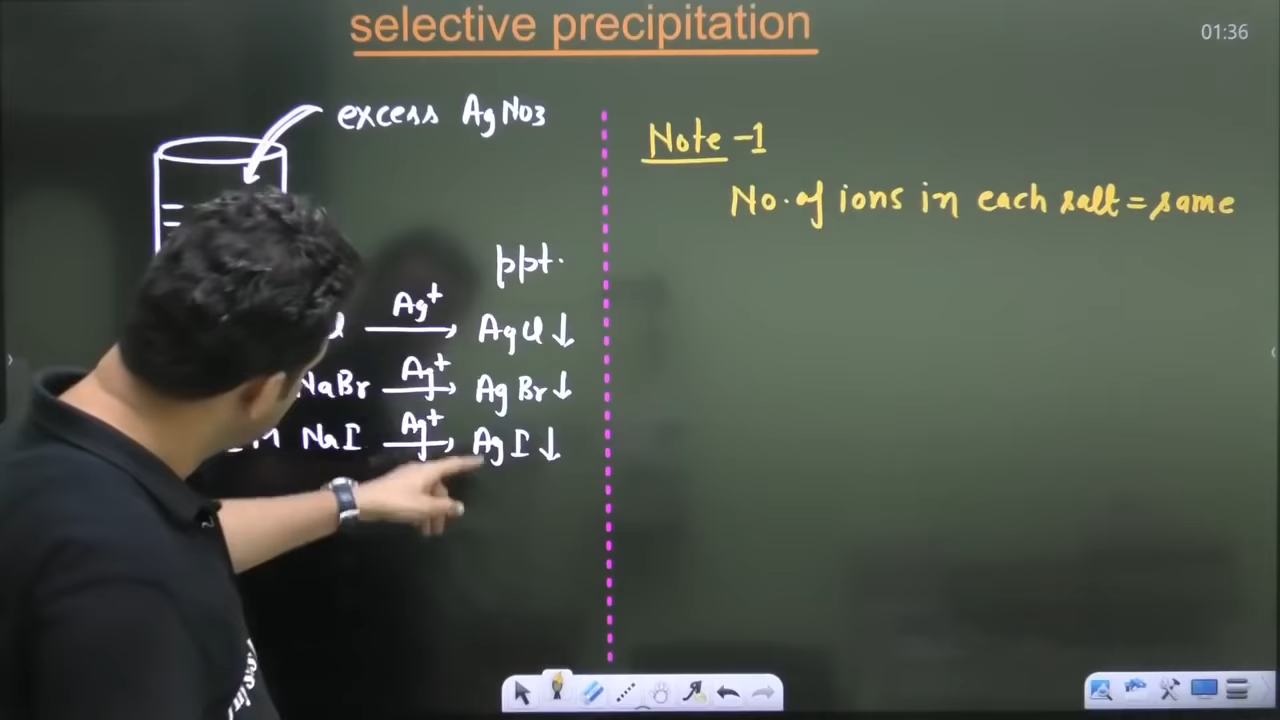 selective precipitation
01:36
excess AgNO3
ppt.
Ag+ AgCl ↓
NaBr Ag+ AgBr ↓
NaI Ag+ AgI ↓
Note-1
No. of ions in each salt = same